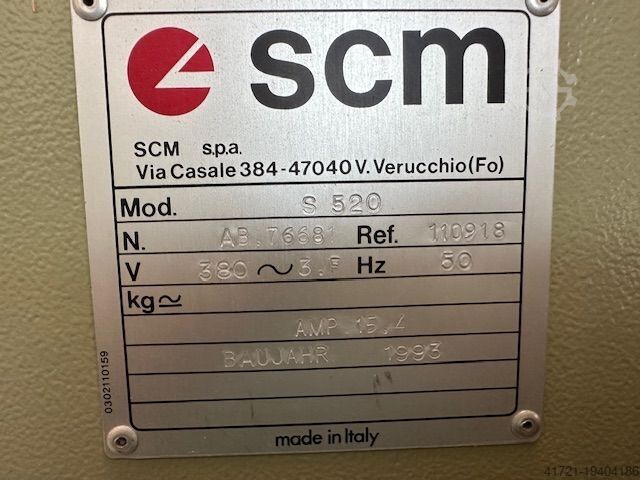 scm
SCM s.p.a.
Via Casale 384-47040 V. Verucchio (Fo)
Mod. S 520
N. AB.76681 Ref. 110918
V 380 ~ 3.F Hz 50
kg≃
AMP 15,4
BAUJAHR 1993
0302110159
made in Italy
41721-19404186